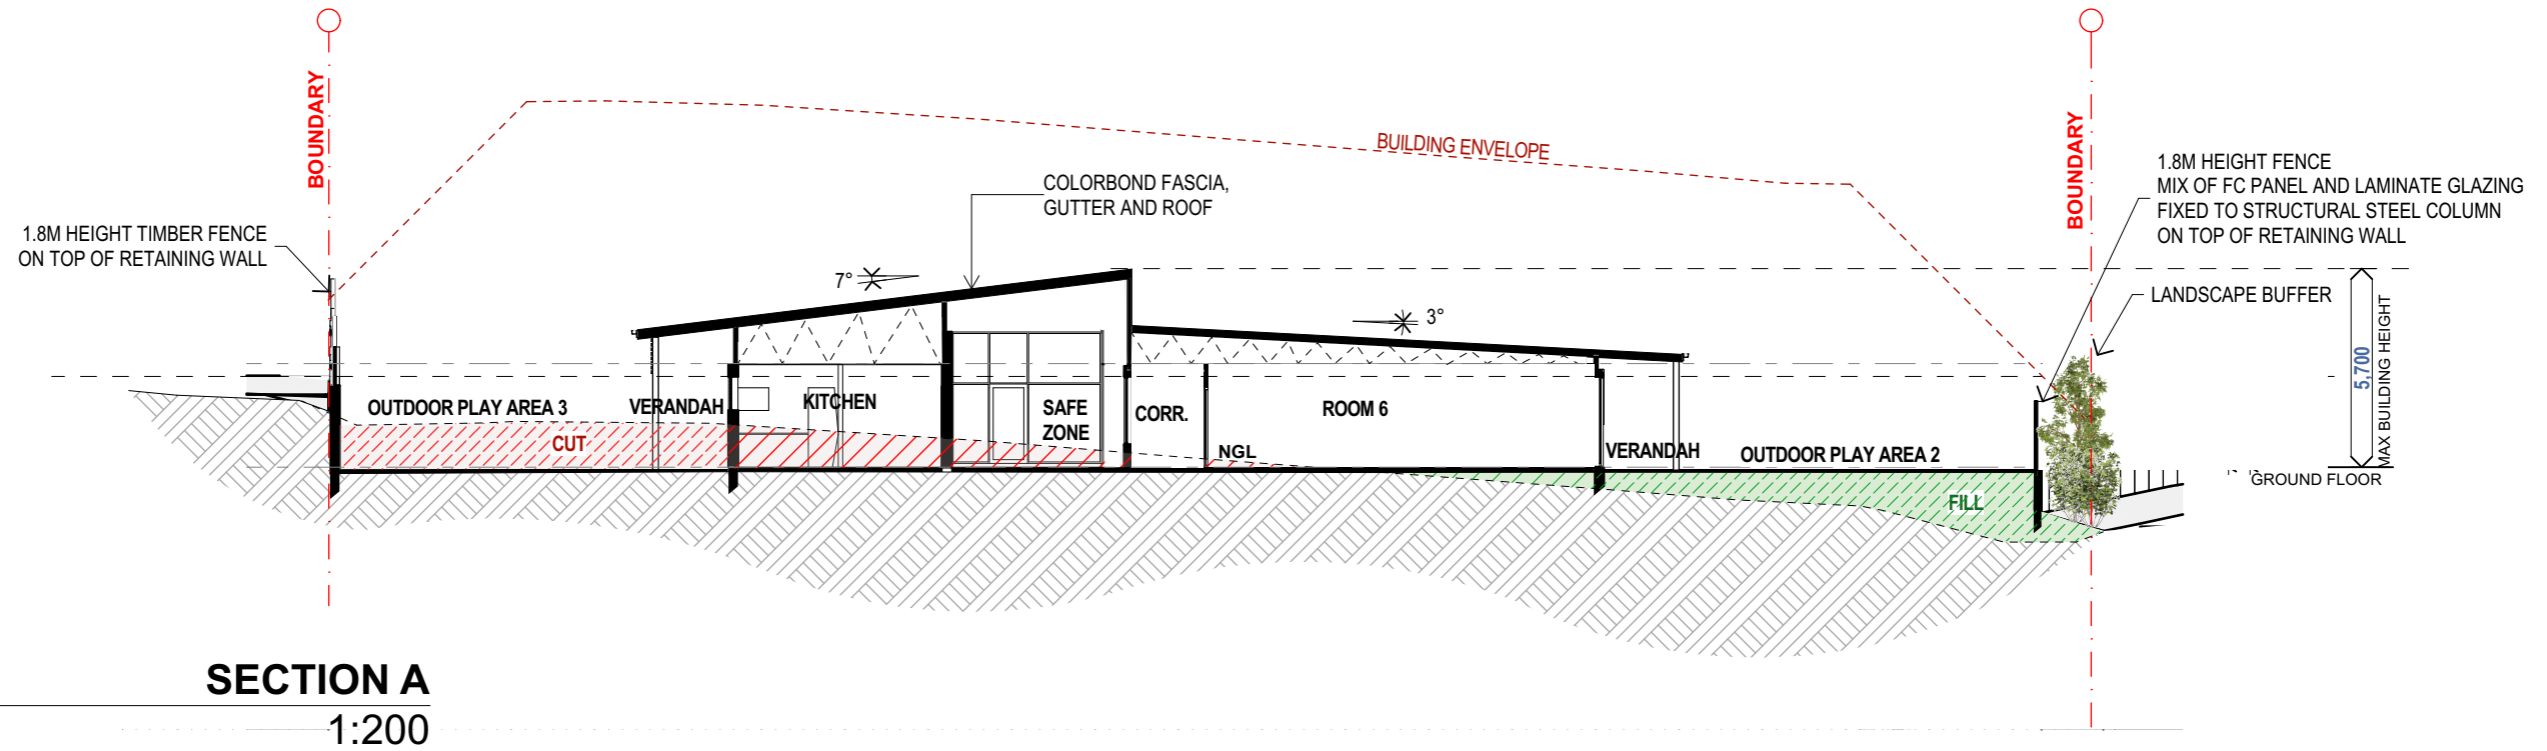 BOUNDARY
BUILDING ENVELOPE
BOUNDARY
1.8M HEIGHT FENCE
MIX OF FC PANEL AND LAMINATE GLAZING
FIXED TO STRUCTURAL STEEL COLUMN
ON TOP OF RETAINING WALL
COLORBOND FASCIA,
GUTTER AND ROOF
1.8M HEIGHT TIMBER FENCE
ON TOP OF RETAINING WALL
7°
3°
LANDSCAPE BUFFER
5,700
MAX BUILDING HEIGHT
OUTDOOR PLAY AREA 3
VERANDAH
KITCHEN
SAFE
ZONE
CORR.
ROOM 6
CUT
NGL
VERANDAH
OUTDOOR PLAY AREA 2
GROUND FLOOR
FILL
SECTION A
1:200